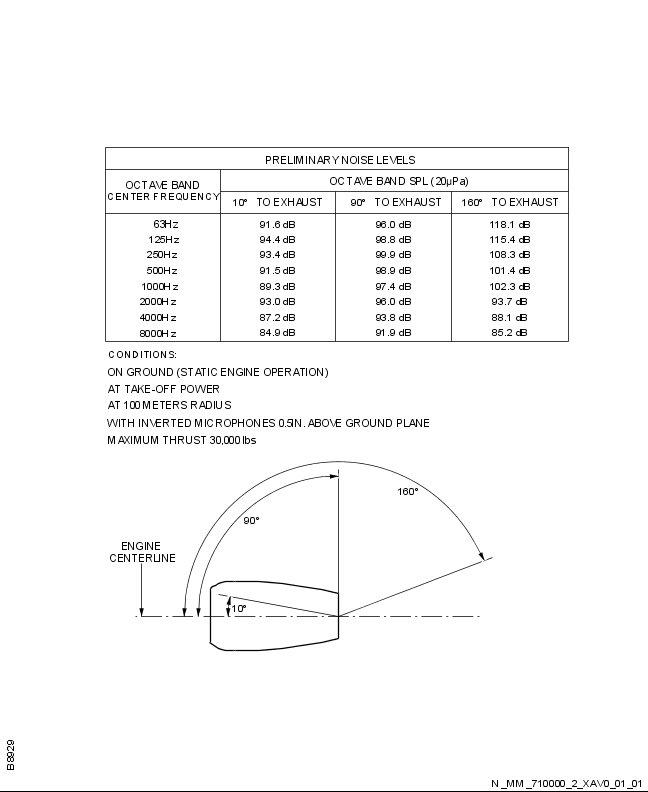 PRELIMINARY NOISE LEVELS
OCTAVE BAND CENTER FREQUENCY OCTAVE BAND SPL (20µPa)
10° TO EXHAUST 90° TO EXHAUST 160° TO EXHAUST
63Hz 91.6 dB 96.0 dB 118.1 dB
125Hz 94.4 dB 98.8 dB 115.4 dB
250Hz 93.4 dB 99.9 dB 108.3 dB
500Hz 91.5 dB 98.9 dB 101.4 dB
1000Hz 89.3 dB 97.4 dB 102.3 dB
2000Hz 93.0 dB 96.0 dB 93.7 dB
4000Hz 87.2 dB 93.8 dB 88.1 dB
8000Hz 84.9 dB 91.9 dB 85.2 dB
CONDITIONS:
ON GROUND (STATIC ENGINE OPERATION)
AT TAKE-OFF POWER
AT 100 METERS RADIUS
WITH INVERTED MICROPHONES 0.5IN. ABOVE GROUND PLANE
MAXIMUM THRUST 30,000 lbs
160°
90°
ENGINE
CENTERLINE
10°
B8929
N_MM_710000_2_XAV0_01_01